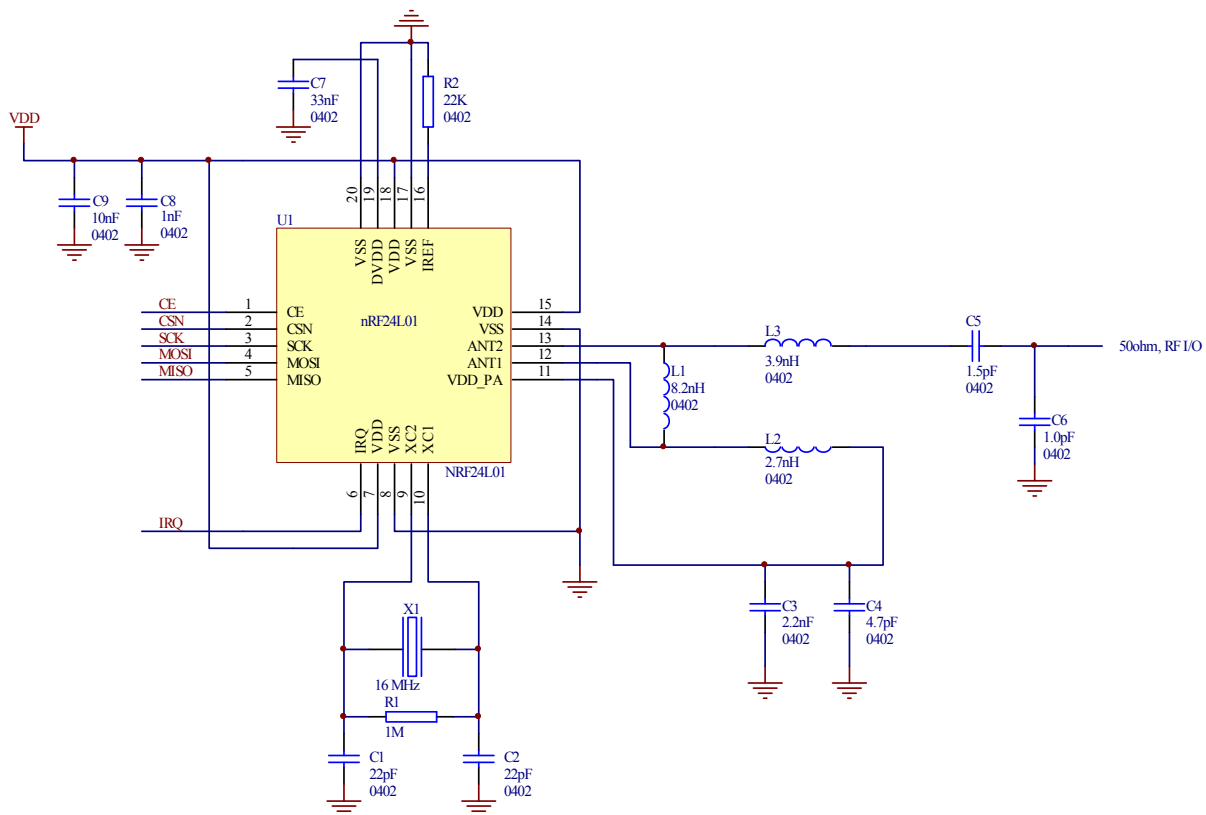 C7
33nF
0402
R2
22K
0402
VDD
C9
10nF
0402
C8
1nF
0402
20
19
18
17
16
U1
VSS
DVDD
VDD
VSS
IREF
nRF24L01
CE
CSN
SCK
MOSI
MISO
1
2
3
4
5
CE
CSN
SCK
MOSI
MISO
VDD
VSS
ANT2
ANT1
VDD_PA
15
14
13
12
11
IRQ
VDD
VSS
XC2
XC1
NRF24L01
6
7
8
9
10
IRQ
L3
3.9nH
0402
C5
1.5pF
0402
50ohm, RF I/O
L1
8.2nH
0402
C6
1.0pF
0402
L2
2.7nH
0402
C3
2.2nF
0402
C4
4.7pF
0402
X1
16 MHz
R1
1M
C1
22pF
0402
C2
22pF
0402